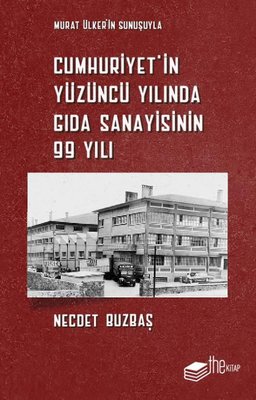 MURAT ÜLKER'İN SUNUŞUYLA
CUMHURİYET'İN
YÜZÜNCÜ YILINDA
GIDA SANAYİSİNİN
99 YILI
NECDET BUZBAŞ
the
KİTAP